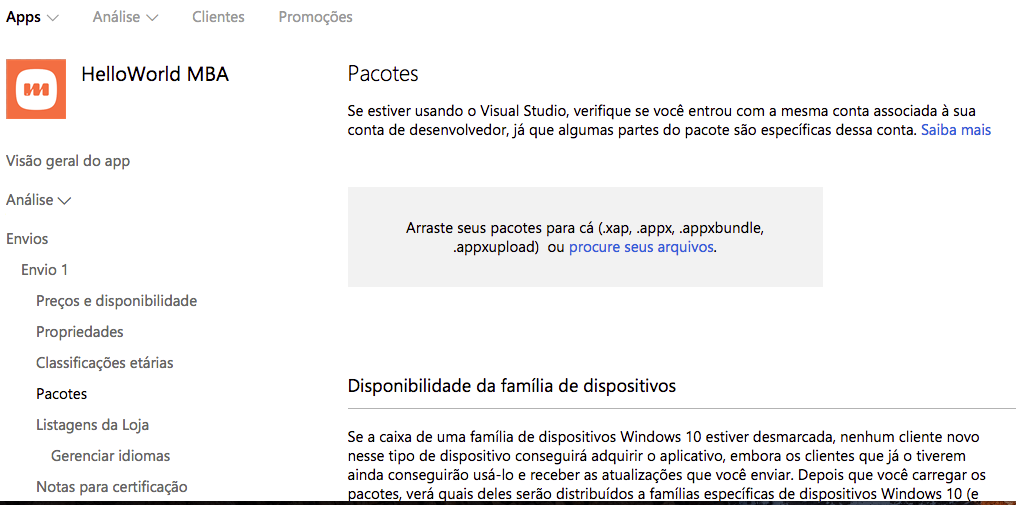 Apps Análise Clientes Promoções
HelloWorld MBA
Visão geral do app
Análise
Envios
Envio 1
Preços e disponibilidade
Propriedades
Classificações etárias
Pacotes
Listagens da Loja
Gerenciar idiomas
Notas para certificação
Pacotes
Se estiver usando o Visual Studio, verifique se você entrou com a mesma conta associada à sua
conta de desenvolvedor, já que algumas partes do pacote são específicas dessa conta. Saiba mais
Arraste seus pacotes para cá (.xap, .appx, .appxbundle,
.appxupload) ou procure seus arquivos.
Disponibilidade da família de dispositivos
Se a caixa de uma família de dispositivos Windows 10 estiver desmarcada, nenhum cliente novo
nesse tipo de dispositivo conseguirá adquirir o aplicativo, embora os clientes que já o tiverem
ainda conseguirão usá-lo e receber as atualizações que você enviar. Depois que você carregar os
pacotes, verá quais deles serão distribuídos a famílias específicas de dispositivos Windows 10 (e